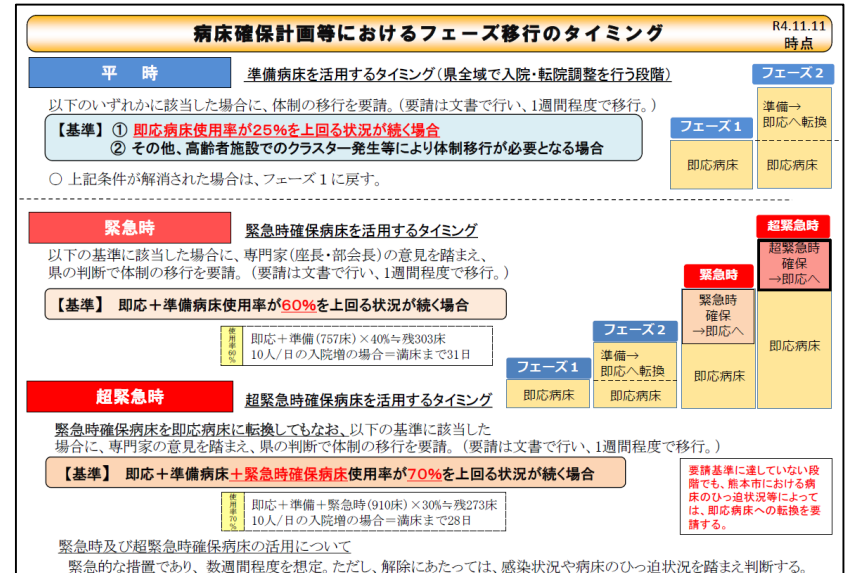 病床確保計画等におけるフェーズ移行のタイミング
R4.11.11
時点
平 時
準備病床を活用するタイミング(県全域で入院・転院調整を行う段階)
以下のいずれかに該当した場合に、体制の移行を要請。(要請は文書で行い、1週間程度で移行。)
【基準】 ① 即応病床使用率が25%を上回る状況が続く場合
② その他、高齢者施設でのクラスター発生等により体制移行が必要となる場合
○ 上記条件が解消された場合は、フェーズ1に戻す。
フェーズ1
即応病床
フェーズ2
準備→
即応へ転換
即応病床
緊急時
緊急時確保病床を活用するタイミング
以下の基準に該当した場合に、専門家(座長・部会長)の意見を踏まえ、
県の判断で体制の移行を要請。(要請は文書で行い、1週間程度で移行。)
【基準】 即応+準備病床使用率が60%を上回る状況が続く場合
使用率60%
即応+準備(757床)×40%≒残303床
10人/日の入院増の場合=満床まで31日
フェーズ1
即応病床
フェーズ2
準備→
即応へ転換
即応病床
緊急時
緊急時
確保
→即応へ
即応病床
超緊急時
超緊急時
確保
→即応へ
即応病床
超緊急時
超緊急時確保病床を活用するタイミング
緊急時確保病床を即応病床に転換してもなお、以下の基準に該当した
場合に、専門家の意見を踏まえ、県の判断で体制の移行を要請。(要請は文書で行い、1週間程度で移行。)
【基準】 即応+準備病床+緊急時確保病床使用率が70%を上回る状況が続く場合
使用率70%
即応+準備+緊急時(910床)×30%≒残273床
10人/日の入院増の場合=満床まで28日
要請基準に達していない段
階でも、熊本市における病
床のひっ迫状況等によって
は、即応病床への転換を要
請する。
緊急時及び超緊急時確保病床の活用について
緊急的な措置であり、数週間程度を想定。ただし、解除にあたっては、感染状況や病床のひっ迫状況を踏まえ判断する。